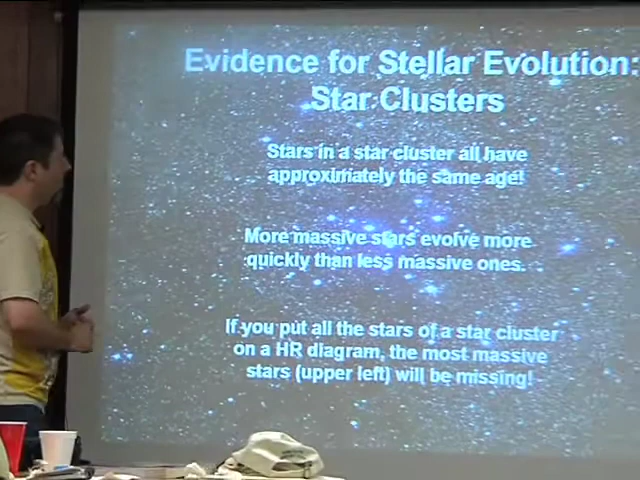 Evidence for Stellar Evolution:
Star Clusters
Stars in a star cluster all have
approximately the same age!
More massive stars evolve more
quickly than less massive ones.
If you put all the stars of a star cluster
on a HR diagram, the most massive
stars (upper left) will be missing!